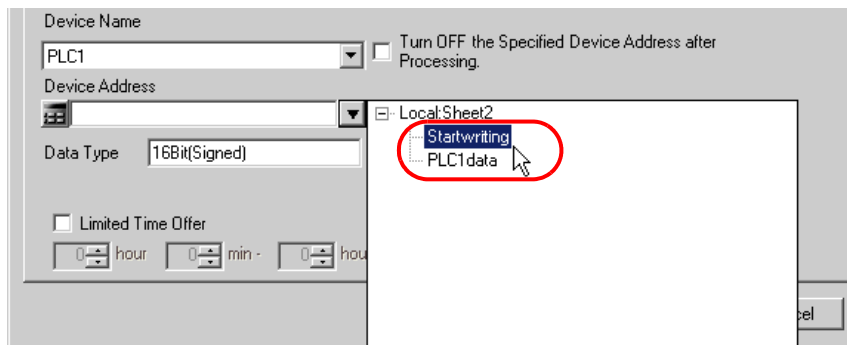 Device Name
PLC1
Turn OFF the Specified Device Address after
Processing.
Device Address
Local:Sheet2
Startwriting
PLC1data
Data Type 16Bit(Signed)
Limited Time Offer
0 hour 0 min - 0